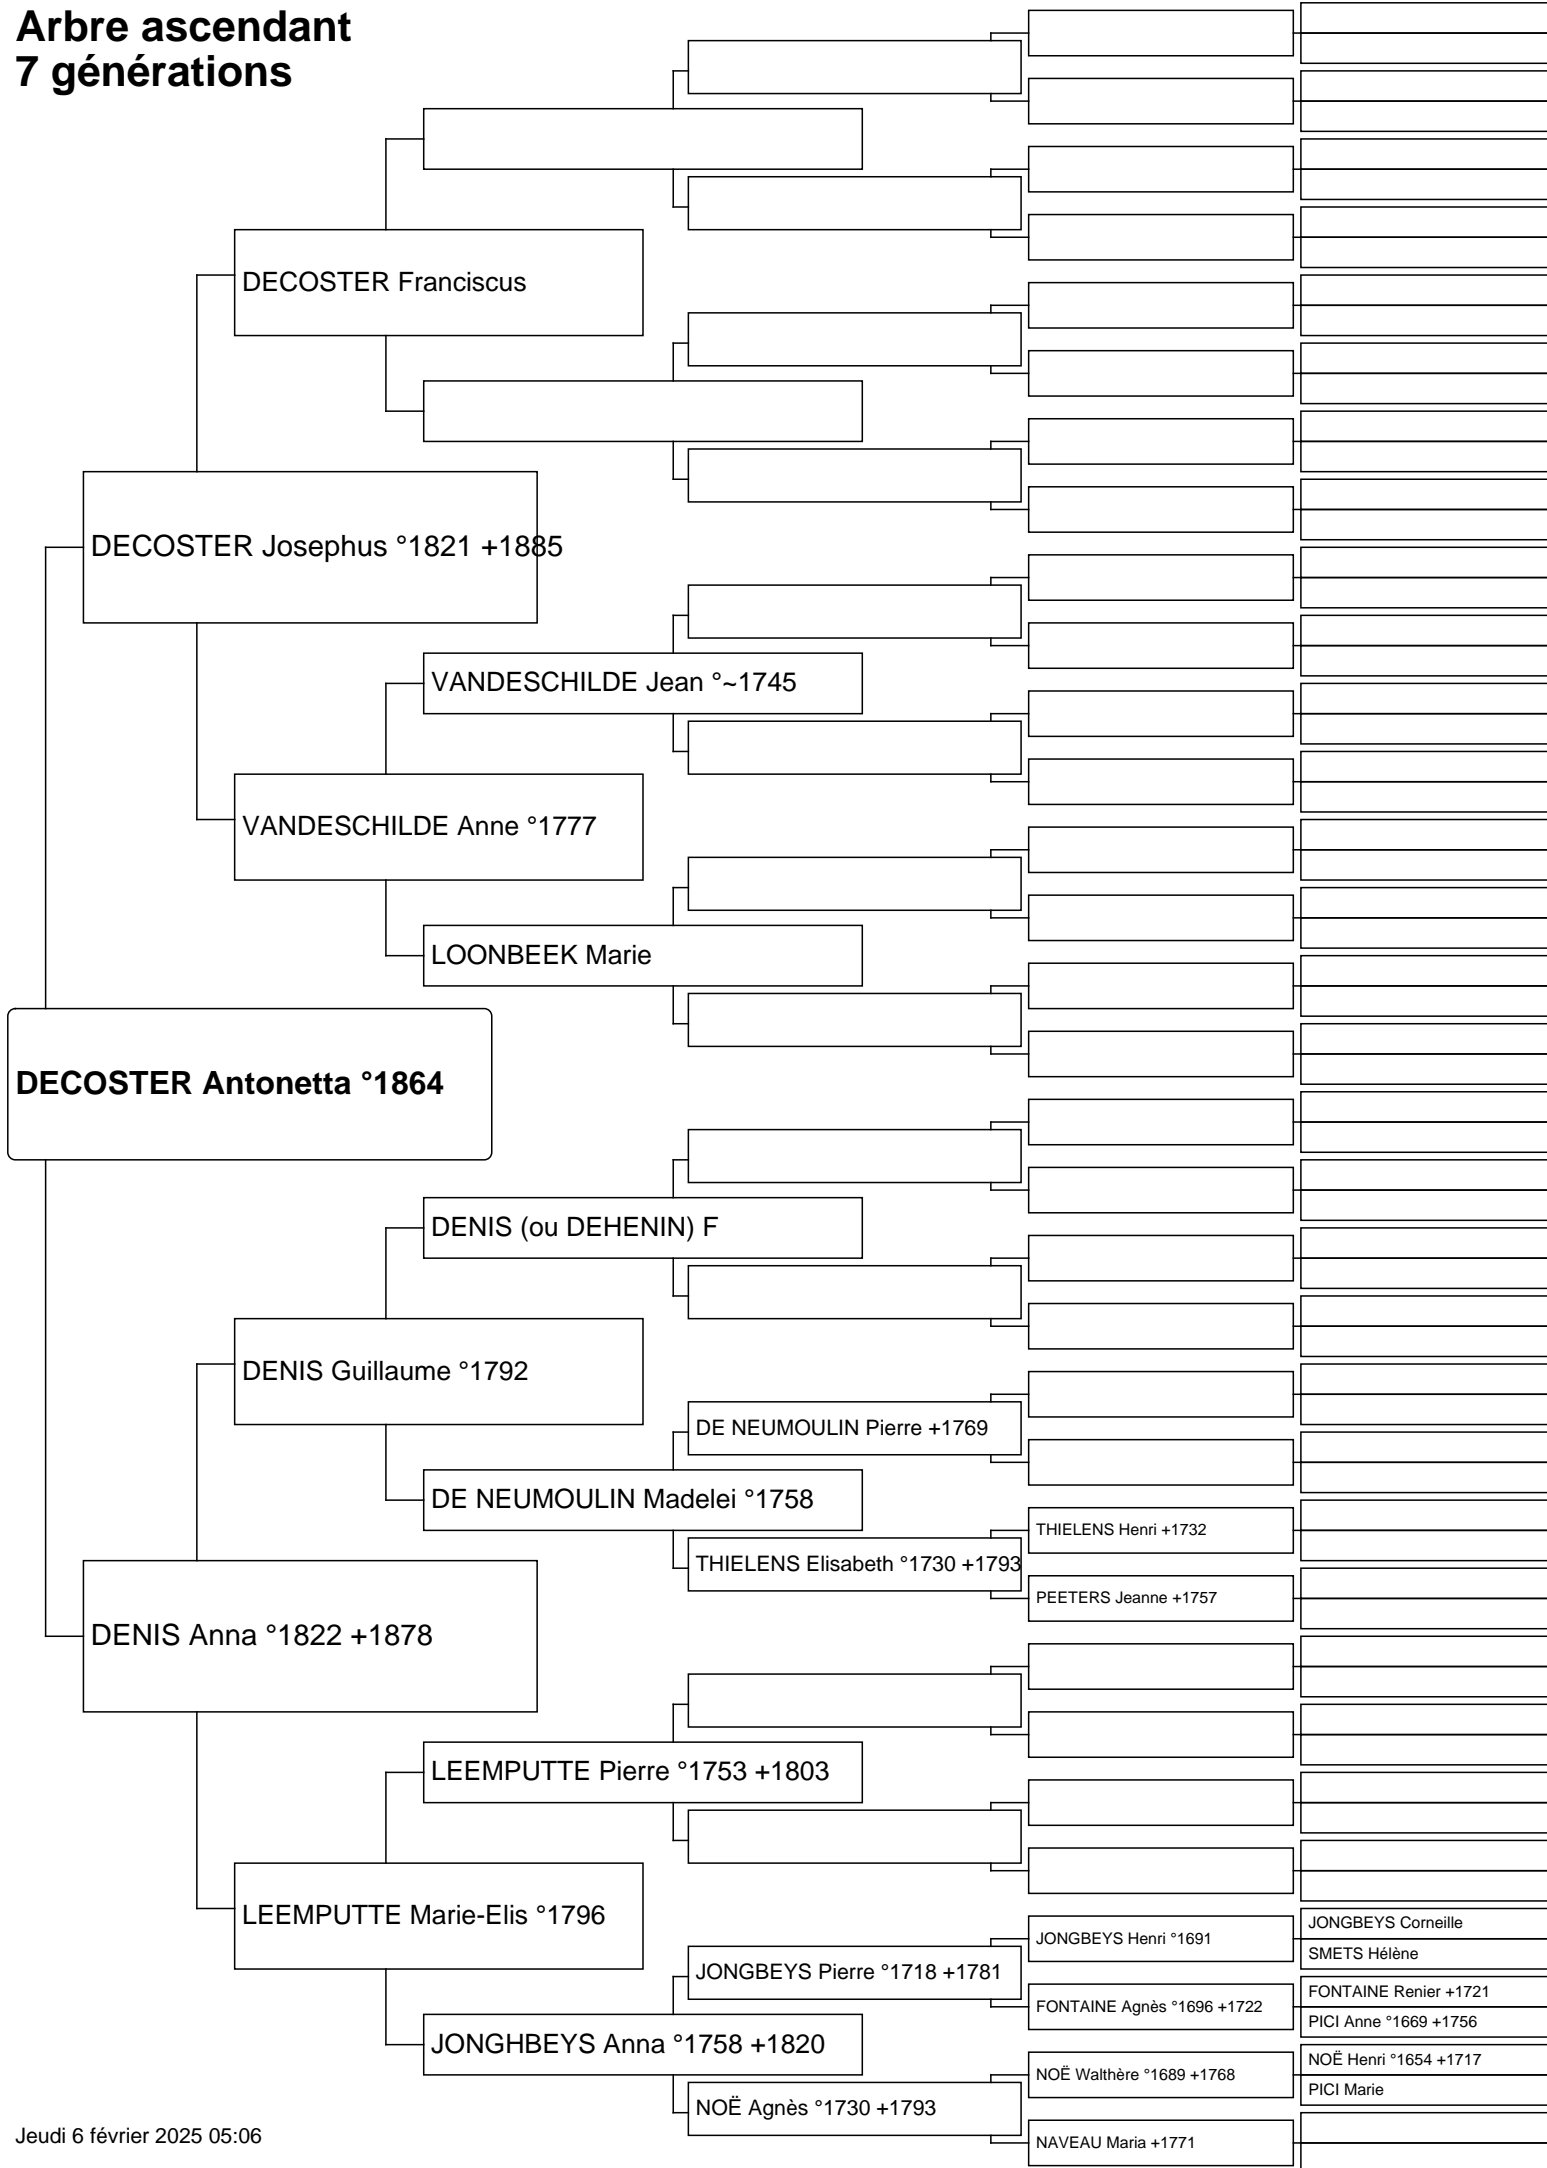 Arbre ascendant
7 générations
DECOSTER Franciscus
DECOSTER Josephus °1821 +1885
VANDESCHILDE Jean °~1745
VANDESCHILDE Anne °1777
LOONBEEK Marie
DECOSTER Antonetta °1864
DENIS (ou DEHENIN) F
DENIS Guillaume °1792
DE NEUMOULIN Pierre +1769
DE NEUMOULIN Madelei °1758
THIELENS Henri +1732
THIELENS Elisabeth °1730 +1793
PEETERS Jeanne +1757
DENIS Anna °1822 +1878
LEEMPUTTE Pierre °1753 +1803
LEEMPUTTE Marie-Elis °1796
JONGBEYS Corneille
JONGBEYS Henri °1691
SMETS Hélène
JONGBEYS Pierre °1718 +1781
FONTAINE Renier +1721
FONTAINE Agnès °1696 +1722
PICI Anne °1669 +1756
JONGHBEYS Anna °1758 +1820
NOË Henri °1654 +1717
NOË Walthère °1689 +1768
PICI Marie
NOË Agnès °1730 +1793
NAVEAU Maria +1771
Jeudi 6 février 2025 05:06